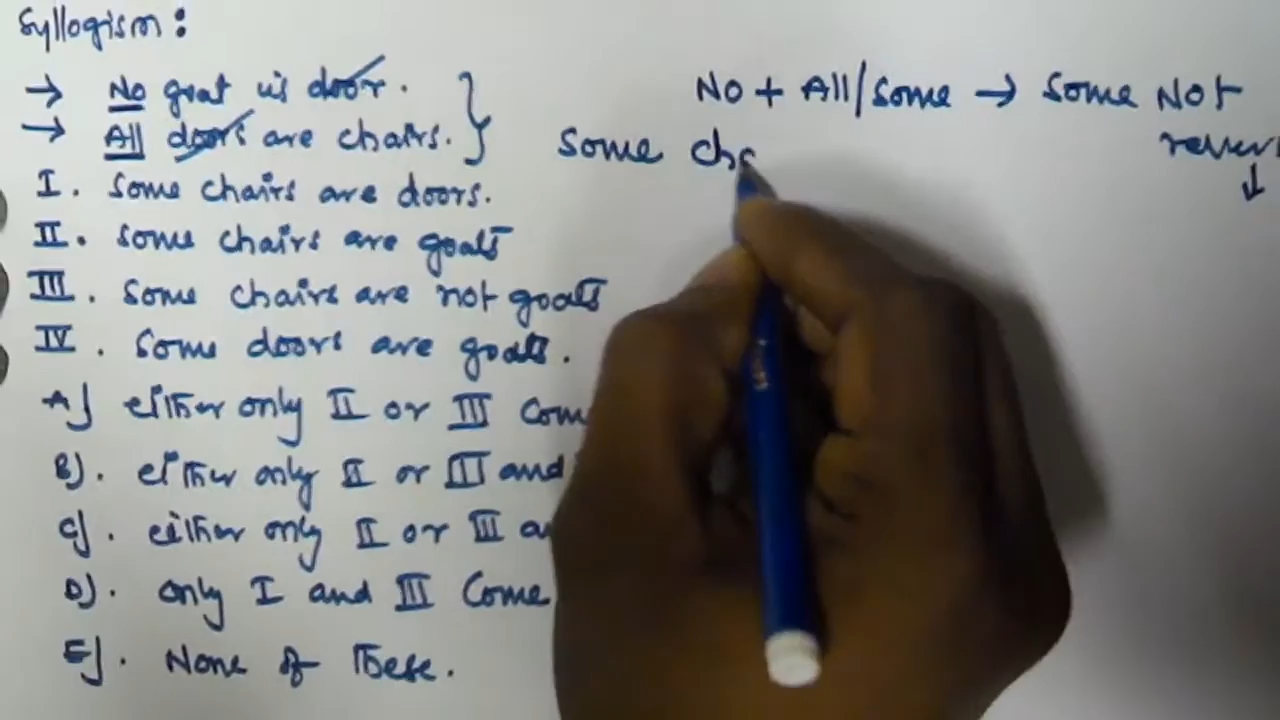 Syllogism:
→ No goat is door.
→ All doors are chairs.
I. Some chairs are doors.
II. Some chairs are goats
III. Some chairs are not goats
IV. Some doors are goats.
A) either only II or III Com
B). either only II or III and
C). either only II or III a
D). only I and III Come
E). None of These.
No + All/Some → Some Not
rever
↓
Some cha